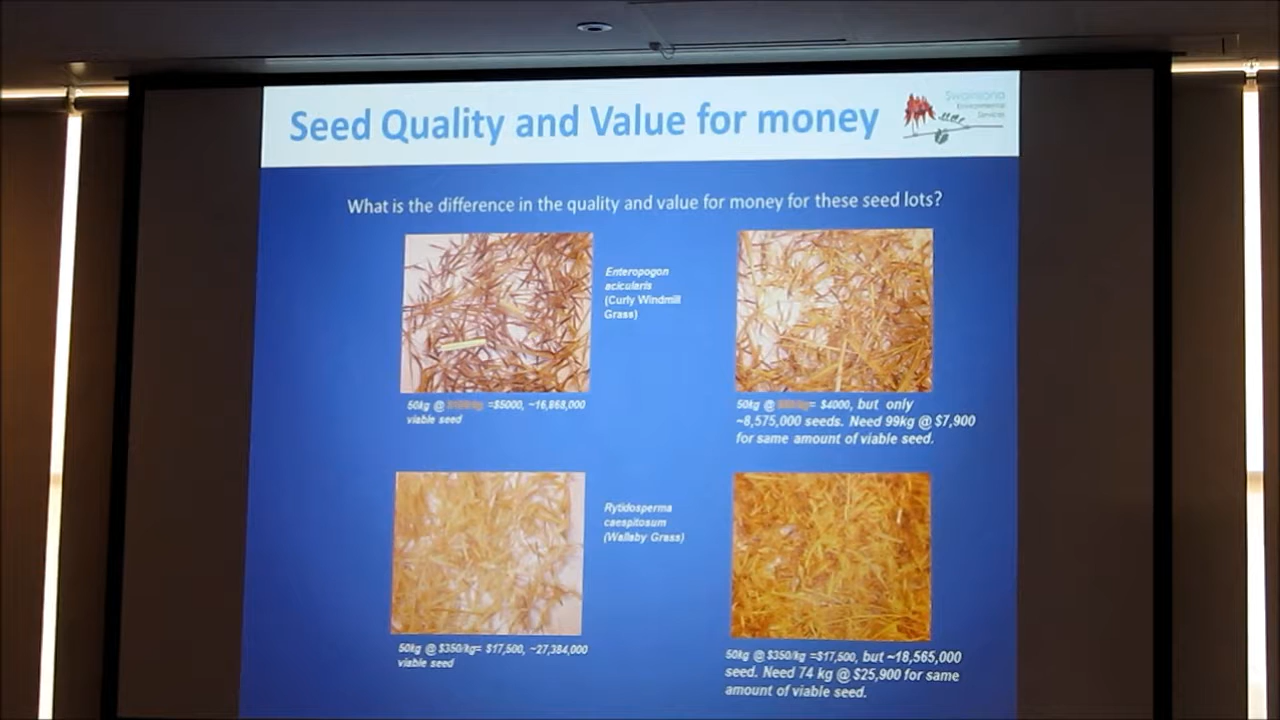 Seed Quality and Value for money
Swainsona
Environmental
Services
What is the difference in the quality and value for money for these seed lots?
Enteropogon
acicularis
(Curly Windmill
Grass)
50kg @ =$5000, ~16,868,000
viable seed
50kg @ = $4000, but only
~8,575,000 seeds. Need 99kg @ $7,900
for same amount of viable seed.
Rytidosperma
caespitosum
(Wallaby Grass)
50kg @ $350/kg= $17,500, ~27,384,000
viable seed
50kg @ $350/kg =$17,500, but ~18,565,000
seed. Need 74 kg @ $25,900 for same
amount of viable seed.